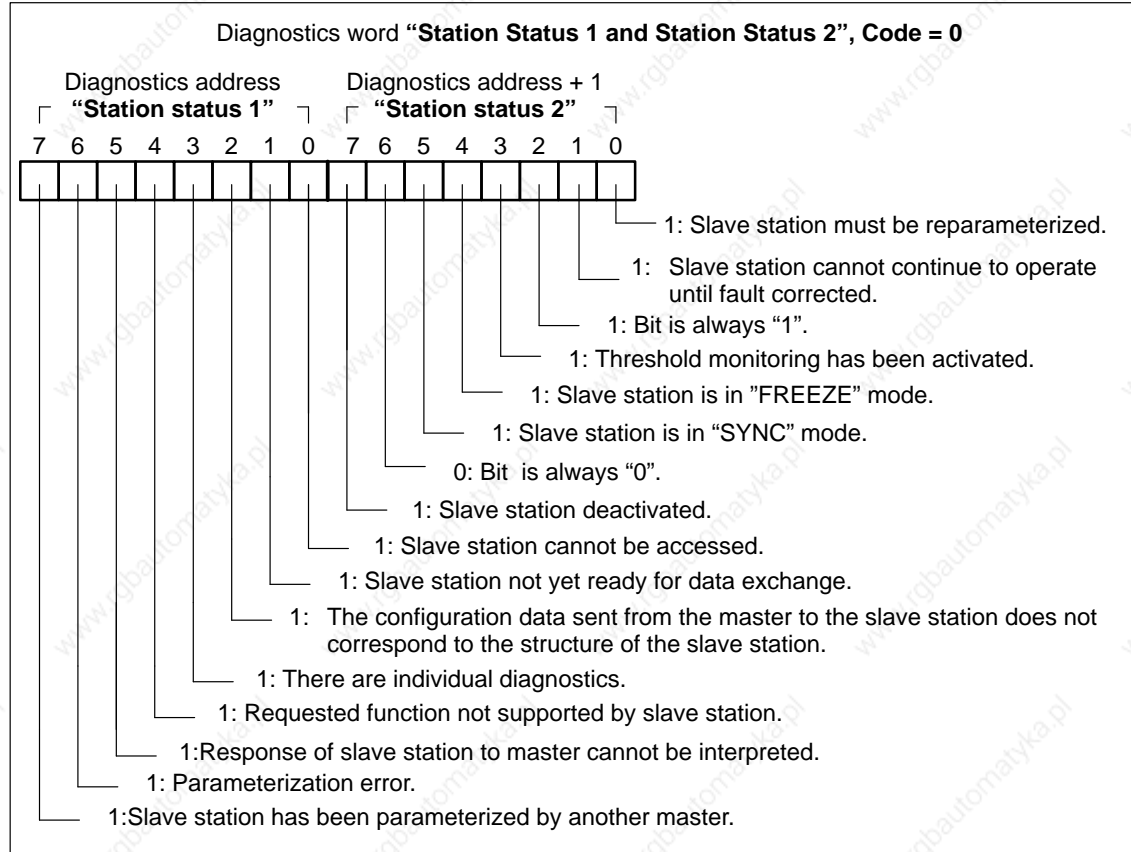 Diagnostics word “Station Status 1 and Station Status 2”, Code = 0
Diagnostics address Diagnostics address + 1
“Station status 1” “Station status 2”
7 6 5 4 3 2 1 0 7 6 5 4 3 2 1 0
1: Slave station must be reparameterized.
1: Slave station cannot continue to operate
until fault corrected.
1: Bit is always “1”.
1: Threshold monitoring has been activated.
1: Slave station is in ”FREEZE” mode.
1: Slave station is in “SYNC” mode.
0: Bit is always “0”.
1: Slave station deactivated.
1: Slave station cannot be accessed.
1: Slave station not yet ready for data exchange.
1: The configuration data sent from the master to the slave station does not
correspond to the structure of the slave station.
1: There are individual diagnostics.
1: Requested function not supported by slave station.
1:Response of slave station to master cannot be interpreted.
1: Parameterization error.
1:Slave station has been parameterized by another master.
www.rgbautomatyka.pl